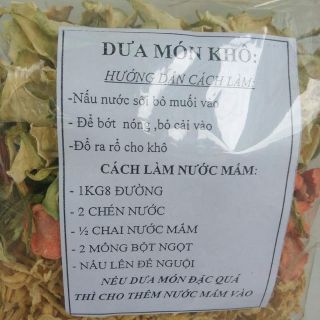 DƯA MÓN KHÔ:
HƯỚNG DẪN CÁCH LÀM:
-Nấu nước sôi bỏ muối vào
- Để bớt nóng ,bỏ cải vào
-Đổ ra rổ cho khô
CÁCH LÀM NƯỚC MẮM:
- 1KG8 ĐƯỜNG
- 2 CHÉN NƯỚC
- ½ CHAI NƯỚC MẮM
- 2 MỎNG BỘT NGỌT
- NẤU LÊN ĐỂ NGUỘI
NẾU DƯA MÓN ĐẶC QUÁ
THÌ CHO THÊM NƯỚC MẮM VÀO